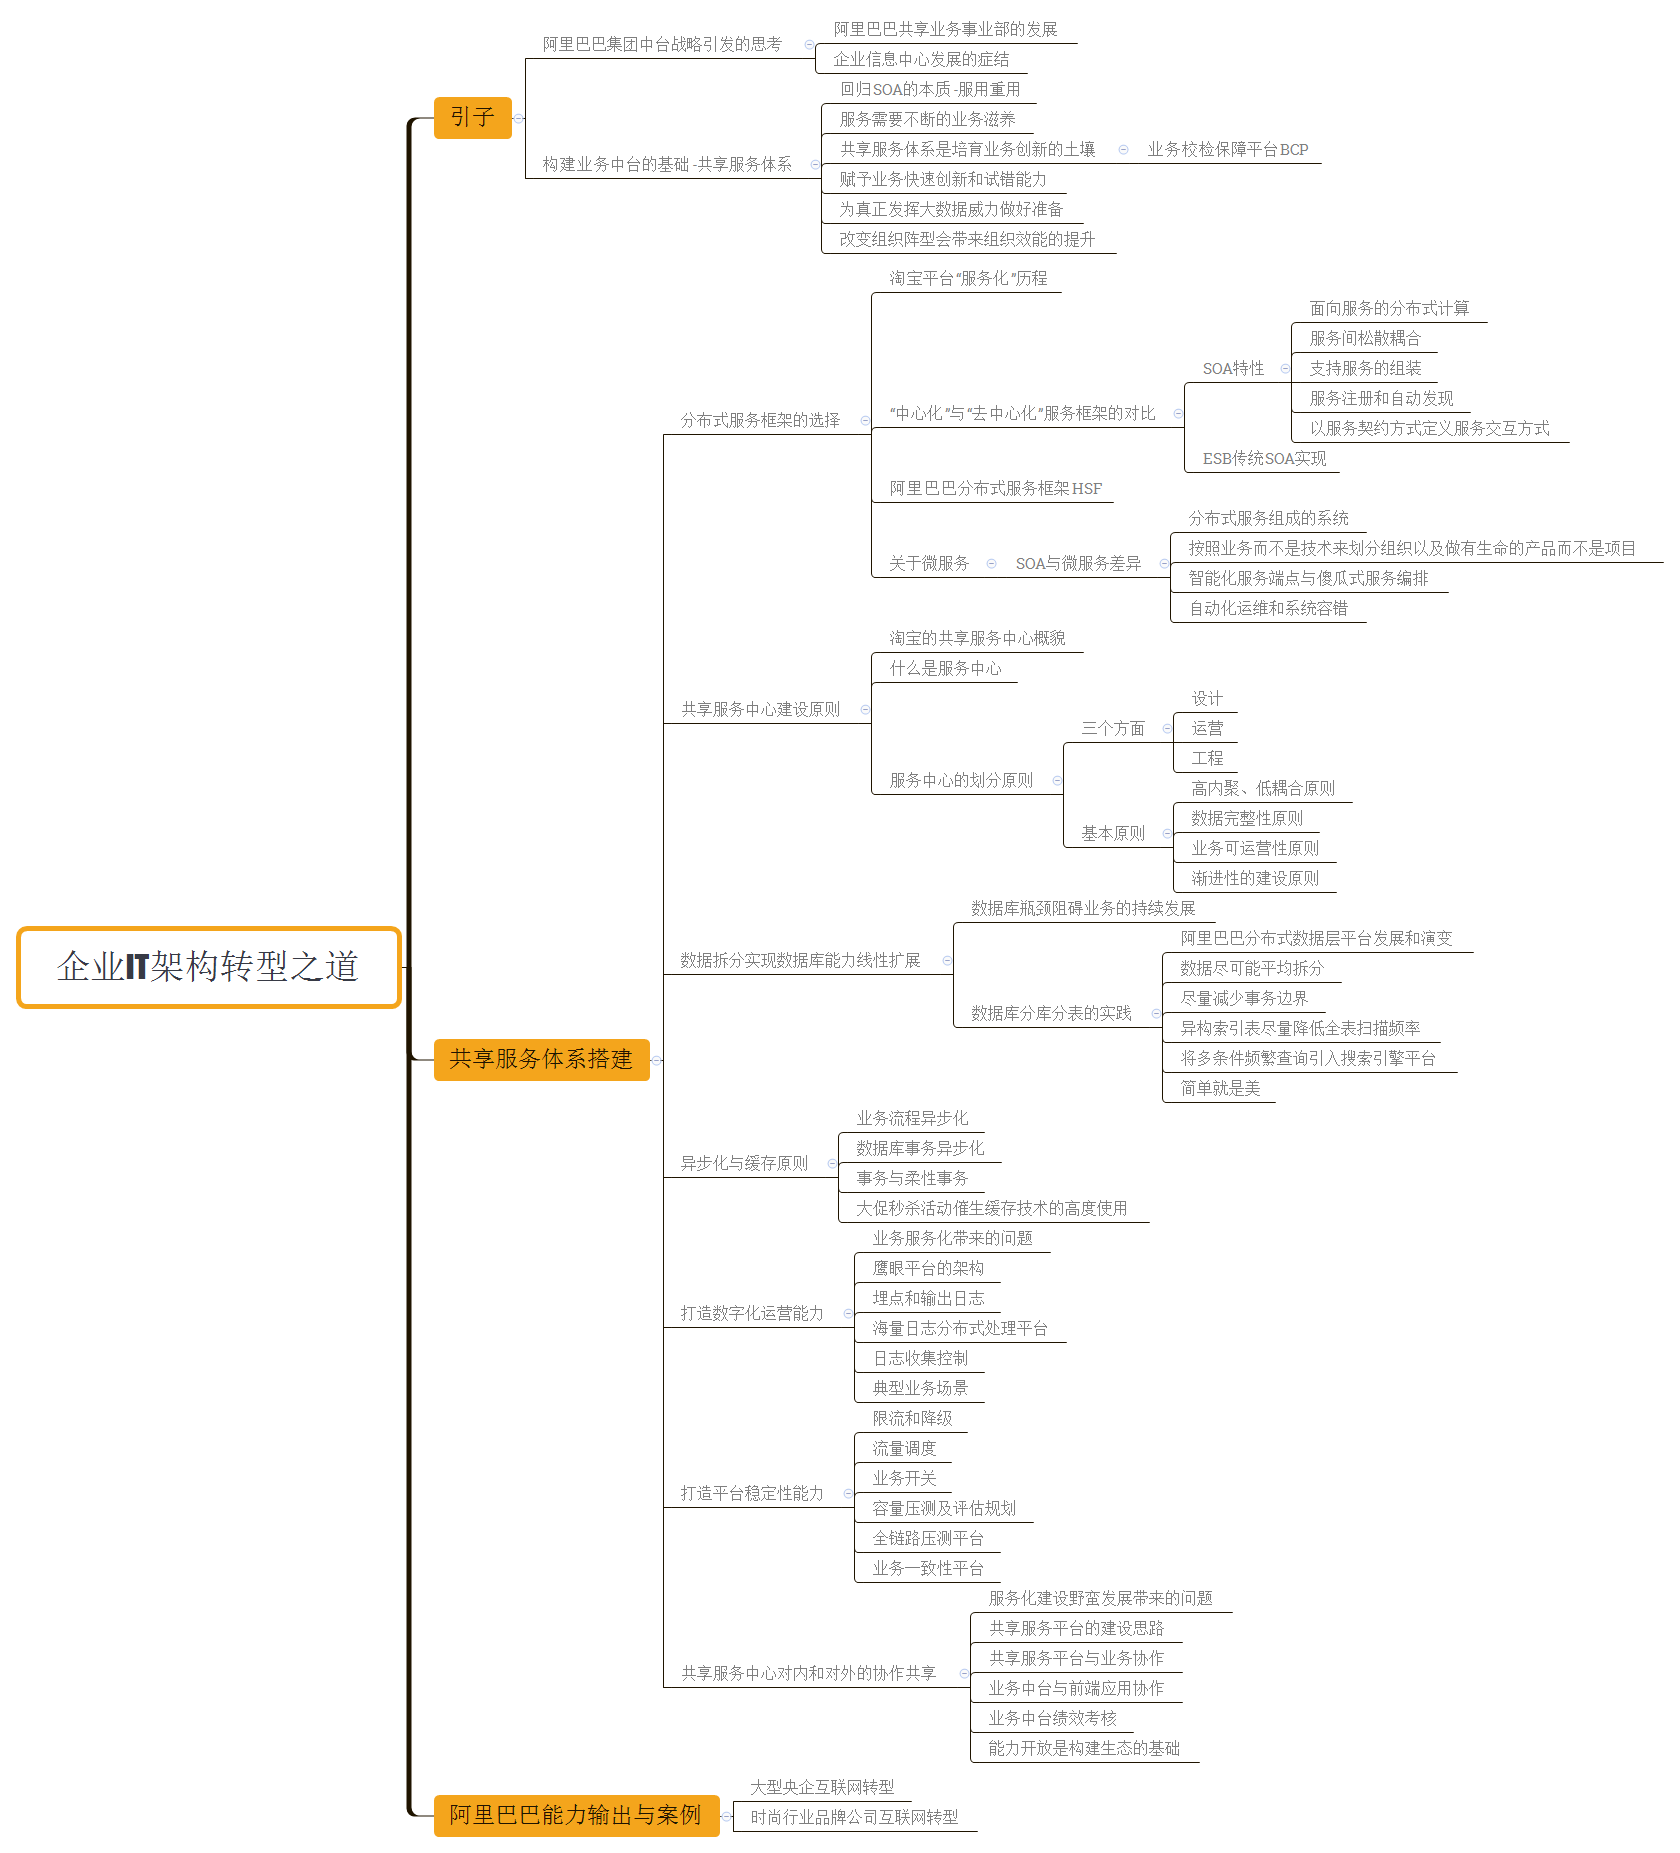 企业IT架构转型之道
引子
阿里巴巴集团中台战略引发的思考
阿里巴巴共享业务事业部的发展
企业信息中心发展的症结
构建业务中台的基础-共享服务体系
回归SOA的本质-服用重用
服务需要不断的业务滋养
共享服务体系是培育业务创新的土壤
业务校检保障平台BCP
赋予业务快速创新和试错能力
为真正发挥大数据威力做好准备
改变组织阵型会带来组织效能的提升
共享服务体系搭建
分布式服务框架的选择
淘宝平台“服务化”历程
“中心化”与“去中心化”服务框架的对比
SOA特性
面向服务的分布式计算
服务间松散耦合
支持服务的组装
服务注册和自动发现
以服务契约方式定义服务交互方式
ESB传统SOA实现
阿里巴巴分布式服务框架HSF
关于微服务
SOA与微服务差异
分布式服务组成的系统
按照业务而不是技术来划分组织以及做有生命的产品而不是项目
智能化服务端点与傻瓜式服务编排
自动化运维和系统容错
共享服务中心建设原则
淘宝的共享服务中心概貌
什么是服务中心
服务中心的划分原则
三个方面
设计
运营
工程
基本原则
高内聚、低耦合原则
数据完整性原则
业务可运营性原则
渐进性的建设原则
数据拆分实现数据库能力线性扩展
数据库瓶颈阻碍业务的持续发展
数据库分库分表的实践
阿里巴巴分布式数据层平台发展和演变
数据尽可能平均拆分
尽量减少事务边界
异构索引表尽量降低全表扫描频率
将多条件频繁查询引入搜索引擎平台
简单就是美
异步化与缓存原则
业务流程异步化
数据库事务异步化
事务与柔性事务
大促秒杀活动催生缓存技术的高度使用
打造数字化运营能力
业务服务化带来的问题
鹰眼平台的架构
埋点和输出日志
海量日志分布式处理平台
日志收集控制
典型业务场景
打造平台稳定性能力
限流和降级
流量调度
业务开关
容量压测及评估规划
全链路压测平台
业务一致性平台
共享服务中心对内和对外的协作共享
服务化建设野蛮发展带来的问题
共享服务平台的建设思路
共享服务平台与业务协作
业务中台与前端应用协作
业务中台绩效考核
能力开放是构建生态的基础
阿里巴巴能力输出与案例
大型央企互联网转型
时尚行业品牌公司互联网转型